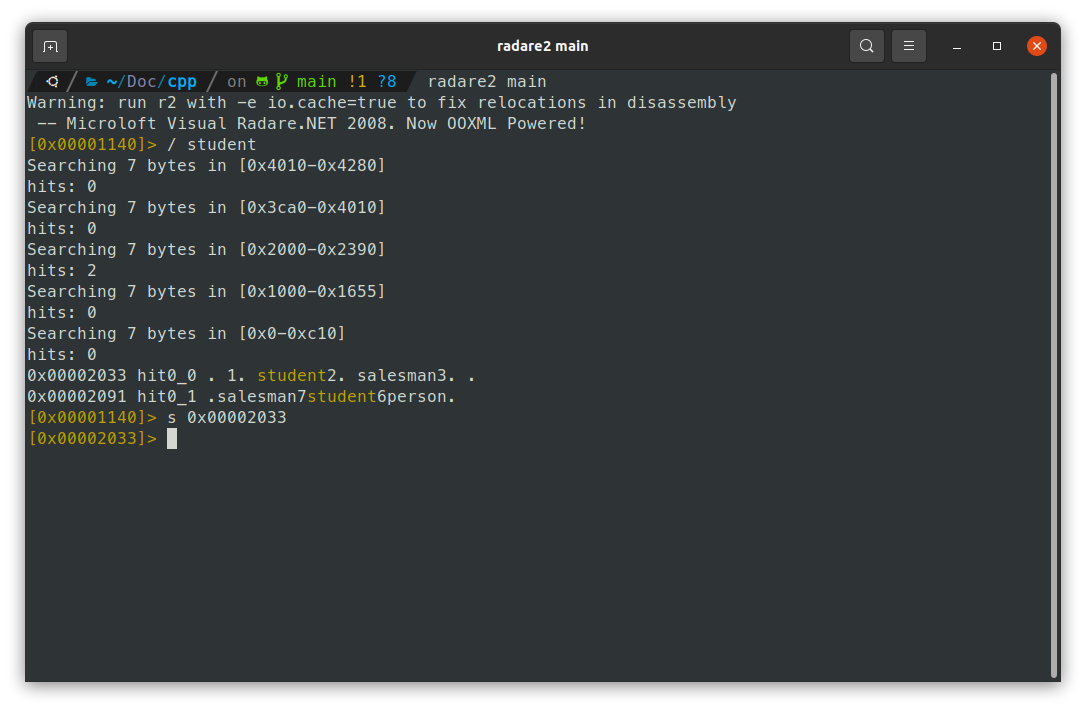 radare2 main
~/Doc/cpp on main !1 ?8 radare2 main
Warning: run r2 with -e io.cache=true to fix relocations in disassembly
 -- Microloft Visual Radare.NET 2008. Now OOXML Powered!
[0x00001140]> / student
Searching 7 bytes in [0x4010-0x4280]
hits: 0
Searching 7 bytes in [0x3ca0-0x4010]
hits: 0
Searching 7 bytes in [0x2000-0x2390]
hits: 2
Searching 7 bytes in [0x1000-0x1655]
hits: 0
Searching 7 bytes in [0x0-0xc10]
hits: 0
0x00002033 hit0_0 . 1. student2. salesman3. .
0x00002091 hit0_1 .salesman7student6person.
[0x00001140]> s 0x00002033
[0x00002033]>